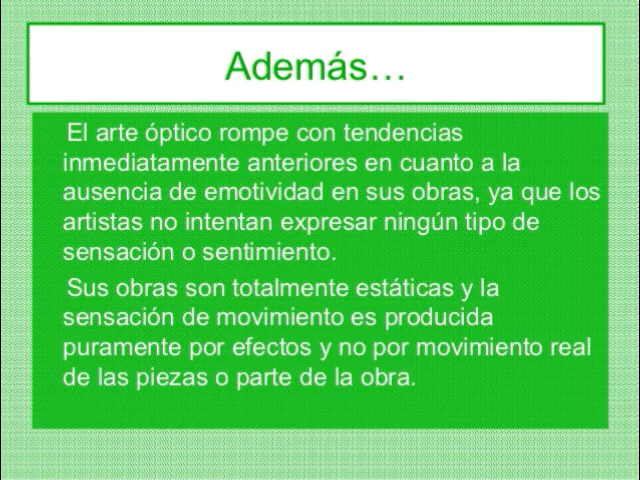 Además…
El arte óptico rompe con tendencias
inmediatamente anteriores en cuanto a la
ausencia de emotividad en sus obras, ya que los
artistas no intentan expresar ningún tipo de
sensación o sentimiento.
Sus obras son totalmente estáticas y la
sensación de movimiento es producida
puramente por efectos y no por movimiento real
de las piezas o parte de la obra.